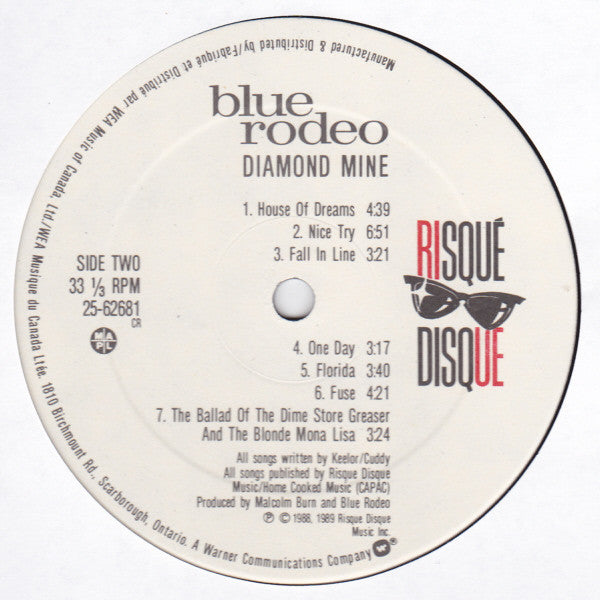 blue
rodeo
DIAMOND MINE
1. House Of Dreams 4:39
2. Nice Try 6:51
3. Fall In Line 3:21
SIDE TWO
33 1/3 RPM
25-62681
CR
MAPL
RISQUÉ
DISQUE
4. One Day 3:17
5. Florida 3:40
6. Fuse 4:21
7. The Ballad Of The Dime Store Greaser
And The Blonde Mona Lisa 3:24
All songs written by Keelor/Cuddy
All songs published by Risque Disque
Music/Home Cooked Music (CAPAC)
Produced by Malcolm Burn and Blue Rodeo
℗ © 1988, 1989 Risque Disque
Music Inc.
Manufactured & Distributed by/Fabriqué et Distribué par WEA Music of Canada, Ltd./WEA Musique du Canada Ltée. 1810 Birchmount Rd., Scarborough, Ontario. A Warner Communications Company